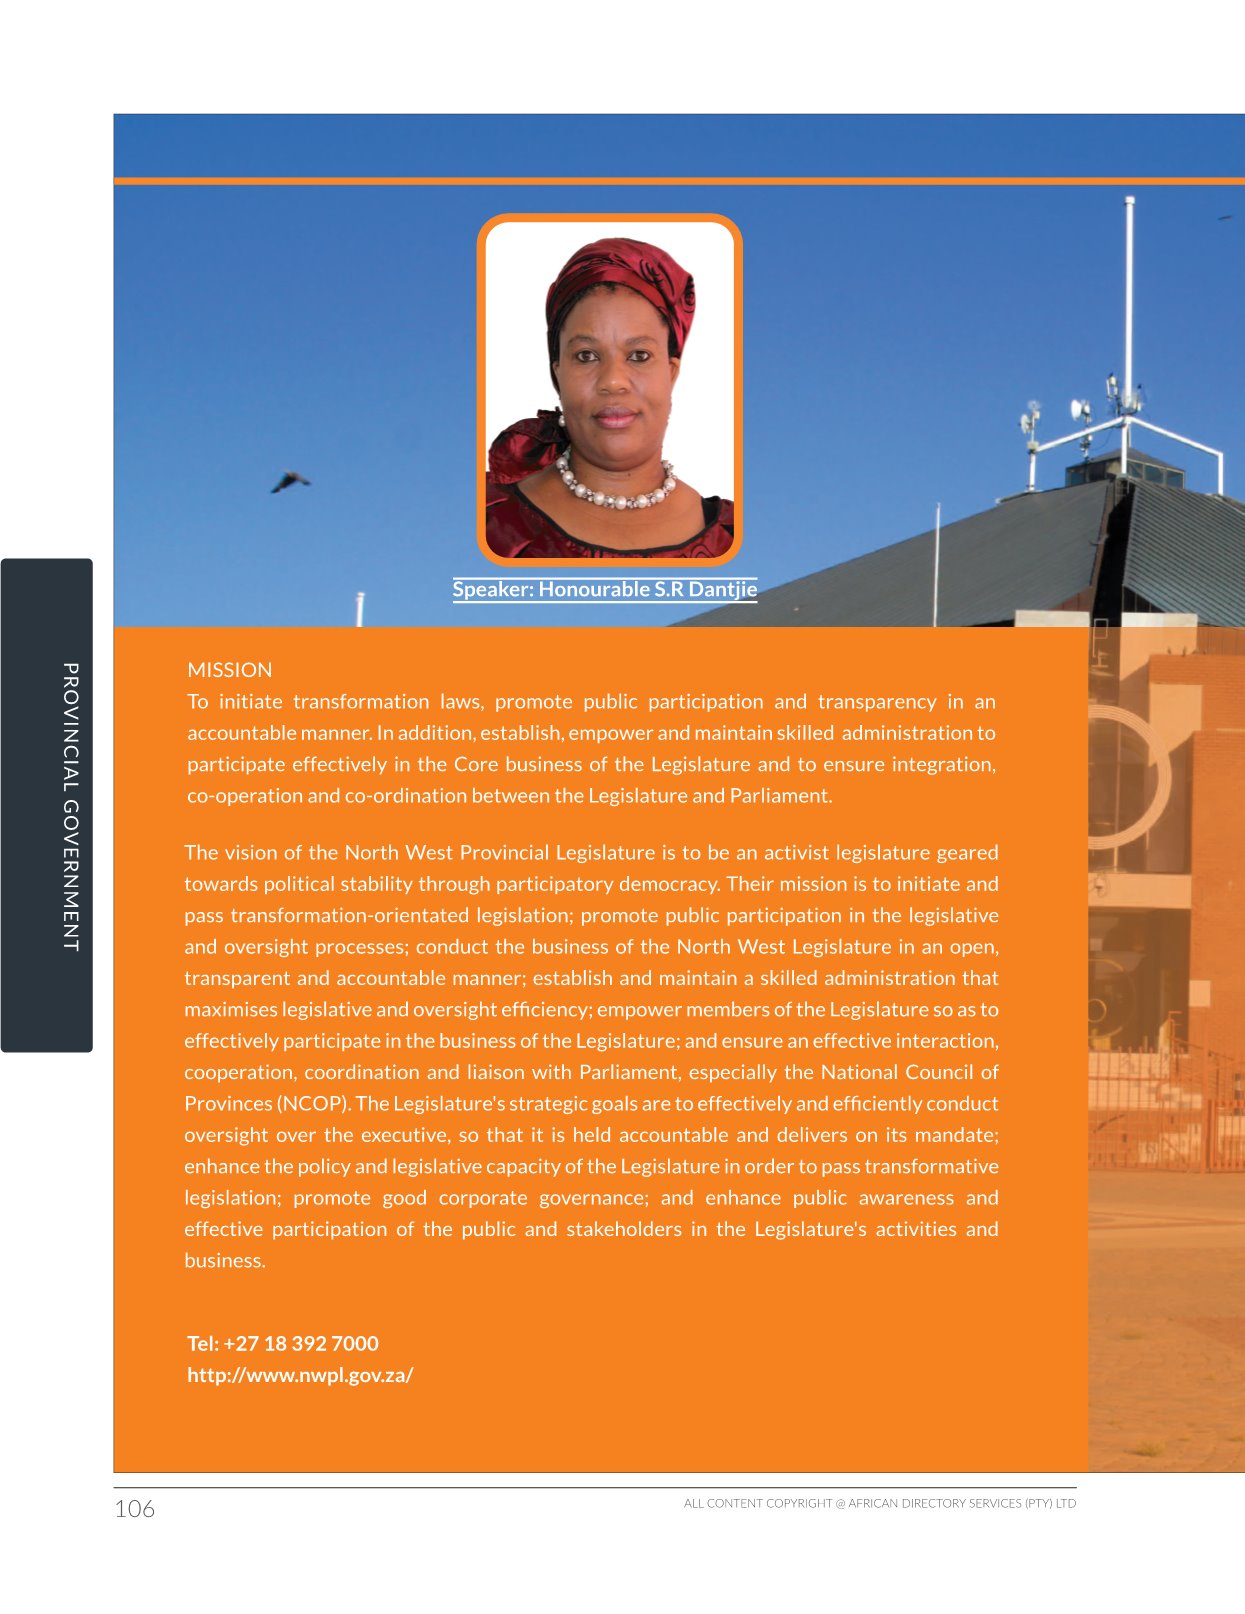 Speaker: Honourable S.R Dantjie
PROVINCIAL GOVERNMENT
MISSION
To initiate transformation laws, promote public participation and transparency in an
accountable manner. In addition, establish, empower and maintain skilled administration to
participate effectively in the Core business of the Legislature and to ensure integration,
co-operation and co-ordination between the Legislature and Parliament.
The vision of the North West Provincial Legislature is to be an activist legislature geared
towards political stability through participatory democracy. Their mission is to initiate and
pass transformation-orientated legislation; promote public participation in the legislative
and oversight processes; conduct the business of the North West Legislature in an open,
transparent and accountable manner; establish and maintain a skilled administration that
maximises legislative and oversight efficiency; empower members of the Legislature so as to
effectively participate in the business of the Legislature; and ensure an effective interaction,
cooperation, coordination and liaison with Parliament, especially the National Council of
Provinces (NCOP). The Legislature's strategic goals are to effectively and efficiently conduct
oversight over the executive, so that it is held accountable and delivers on its mandate;
enhance the policy and legislative capacity of the Legislature in order to pass transformative
legislation; promote good corporate governance; and enhance public awareness and
effective participation of the public and stakeholders in the Legislature's activities and
business.
Tel: +27 18 392 7000
http://www.nwpl.gov.za/
106
ALL CONTENT COPYRIGHT @ AFRICAN DIRECTORY SERVICES (PTY) LTD